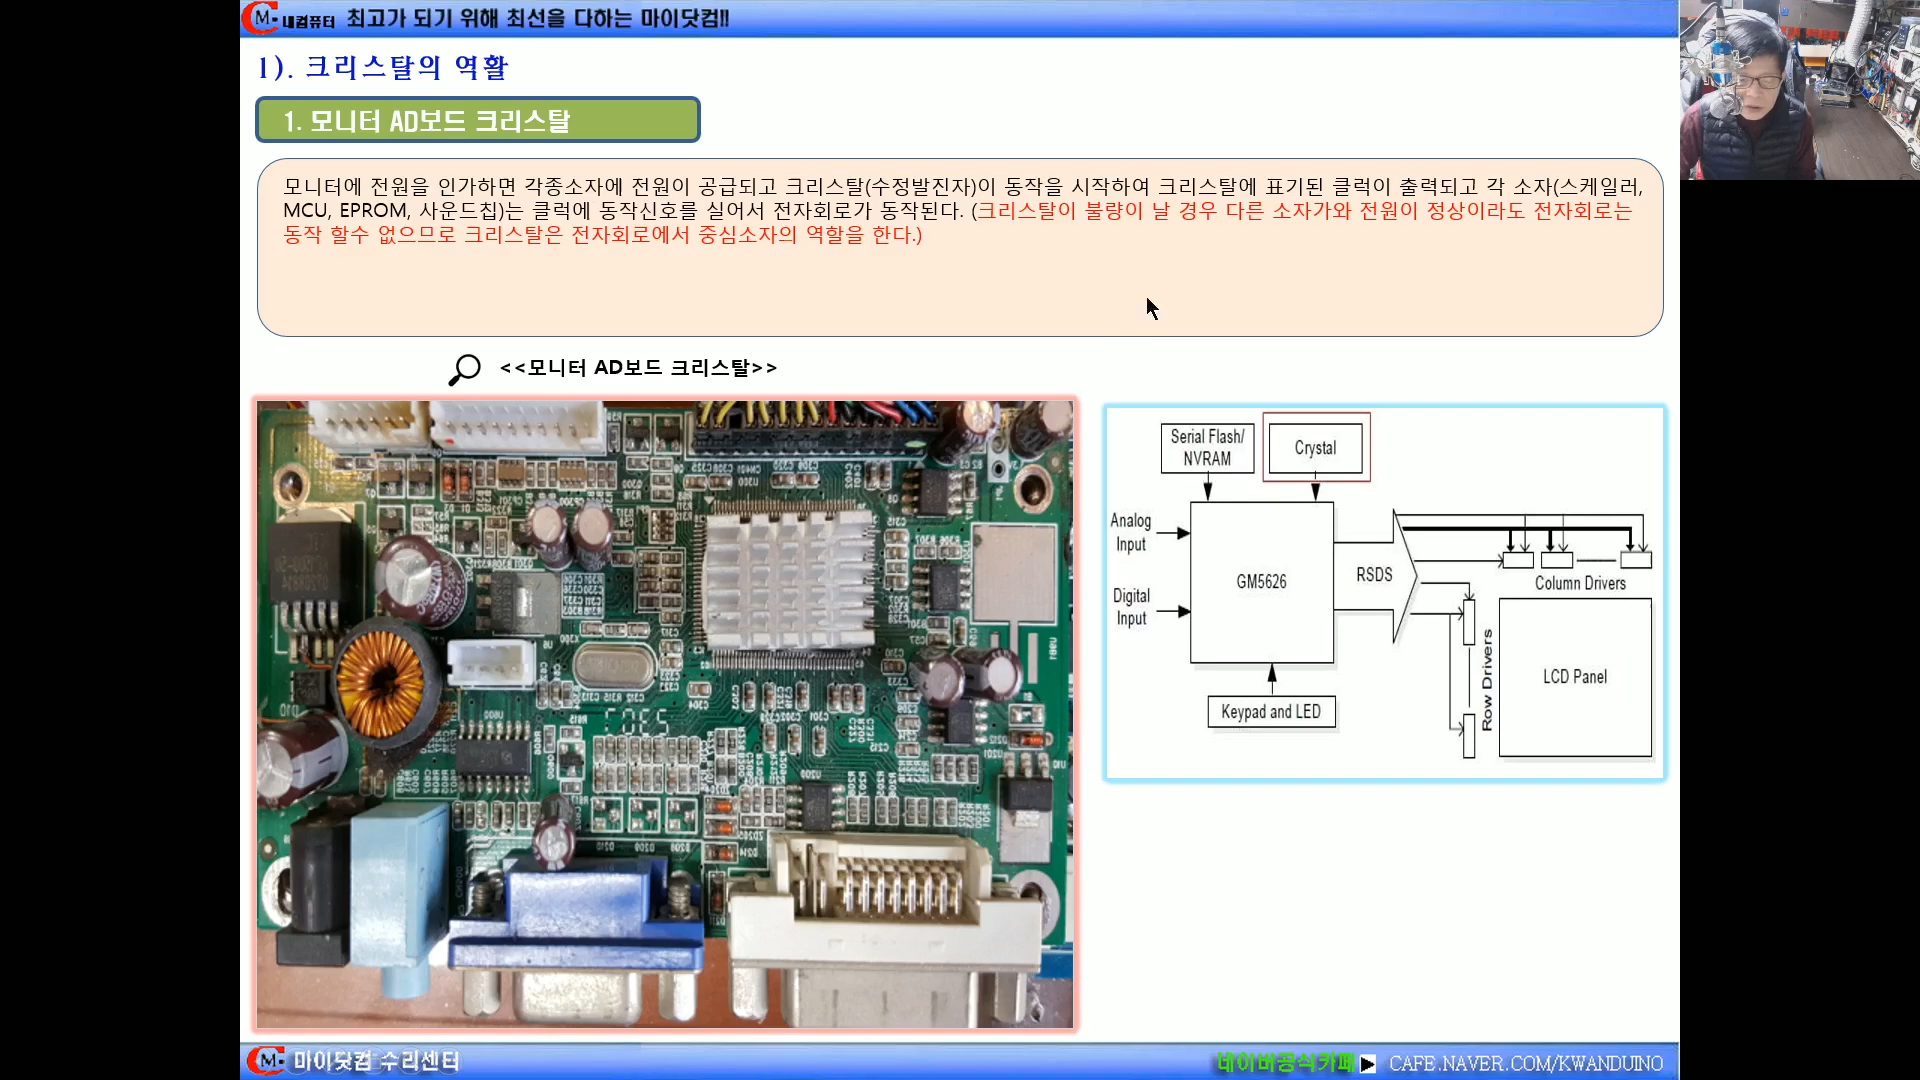 내컴퓨터 최고가 되기 위해 최선을 다하는 마이닷컴!!
1). 크리스탈의 역활
1. 모니터 AD보드 크리스탈
모니터에 전원을 인가하면 각종소자에 전원이 공급되고 크리스탈(수정발진자)이 동작을 시작하여 크리스탈에 표기된 클럭이 출력되고 각 소자(스케일러,
MCU, EPROM, 사운드칩)는 클럭에 동작신호를 실어서 전자회로가 동작된다. (크리스탈이 불량이 날 경우 다른 소자가와 전원이 정상이라도 전자회로는
동작 할수 없으므로 크리스탈은 전자회로에서 중심소자의 역할을 한다.)
<<모니터 AD보드 크리스탈>>
Serial Flash/
NVRAM
Crystal
Analog
Input
Digital
Input
GM5626
RSDS
Column Drivers
Row Drivers
LCD Panel
Keypad and LED
마이닷컴 수리센터
네이버공식카페 ▶ CAFE.NAVER.COM/KWANDUINO